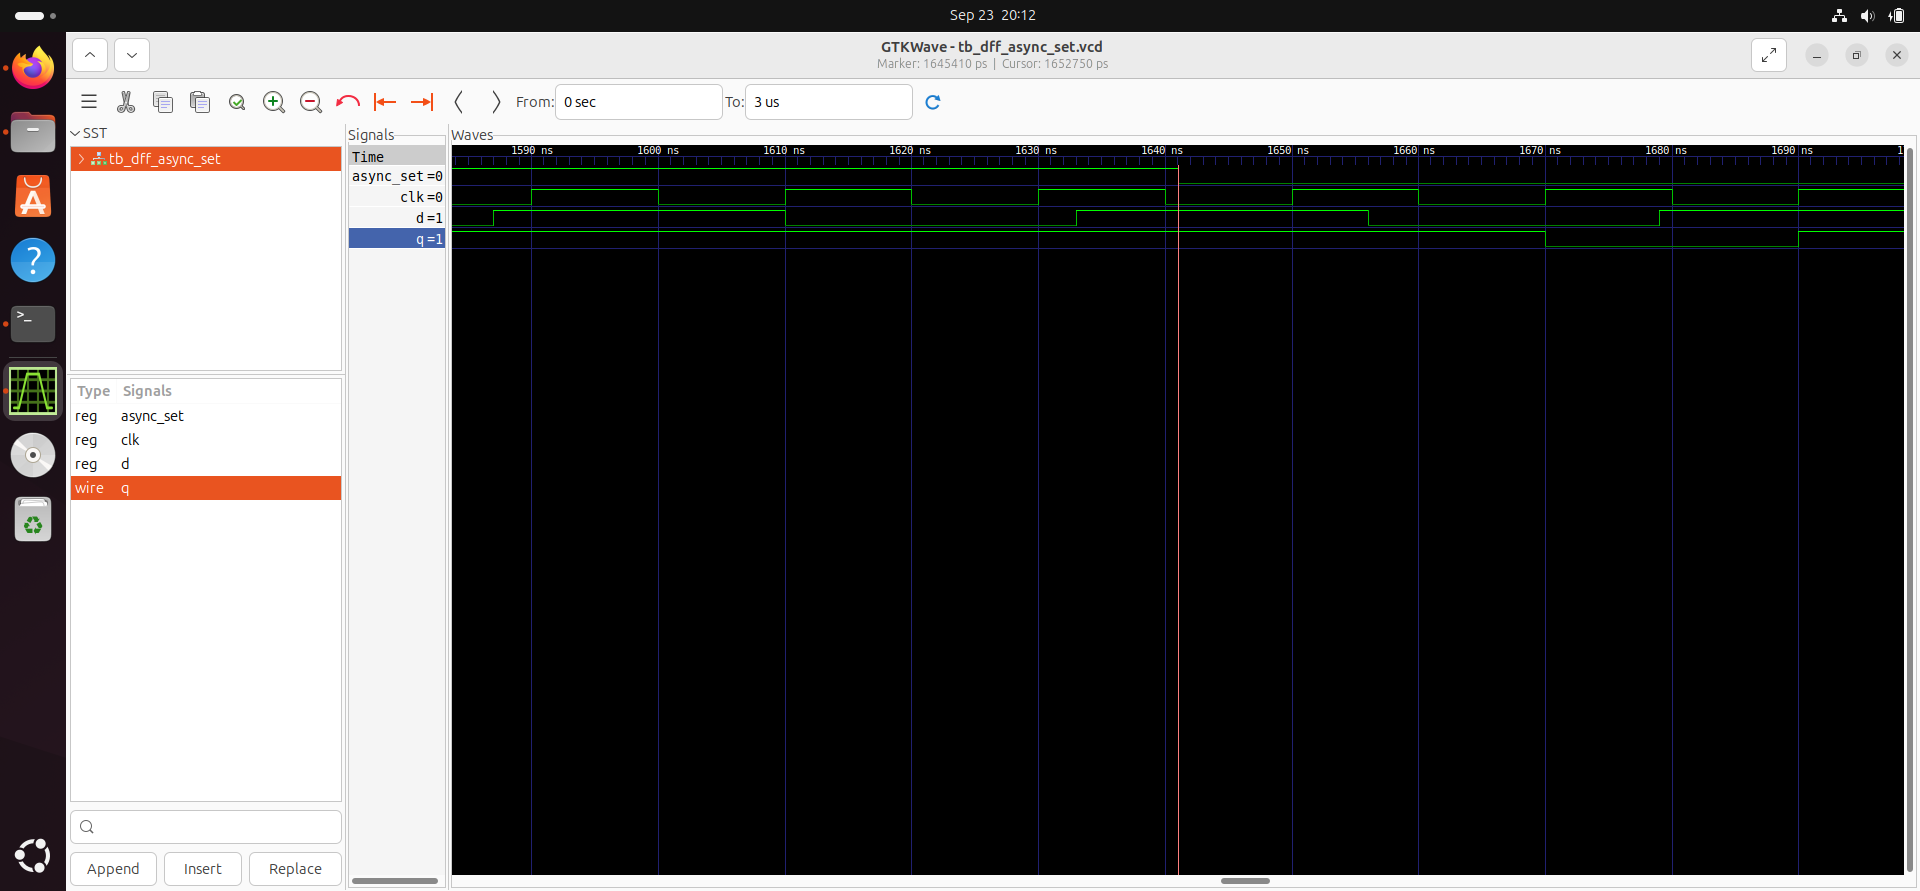 Sep 23 20:12
GTKWave - tb_dff_async_set.vcd
Marker: 1645410 ps | Cursor: 1652750 ps
From: 0 sec To: 3 us
SST
tb_dff_async_set
Type Signals
reg async_set
reg clk
reg d
wire q
Append Insert Replace
Signals
Time
async_set =0
clk =0
d =1
q =1
Waves
1590 ns 1600 ns 1610 ns 1620 ns 1630 ns 1640 ns 1650 ns 1660 ns 1670 ns 1680 ns 1690 ns 1